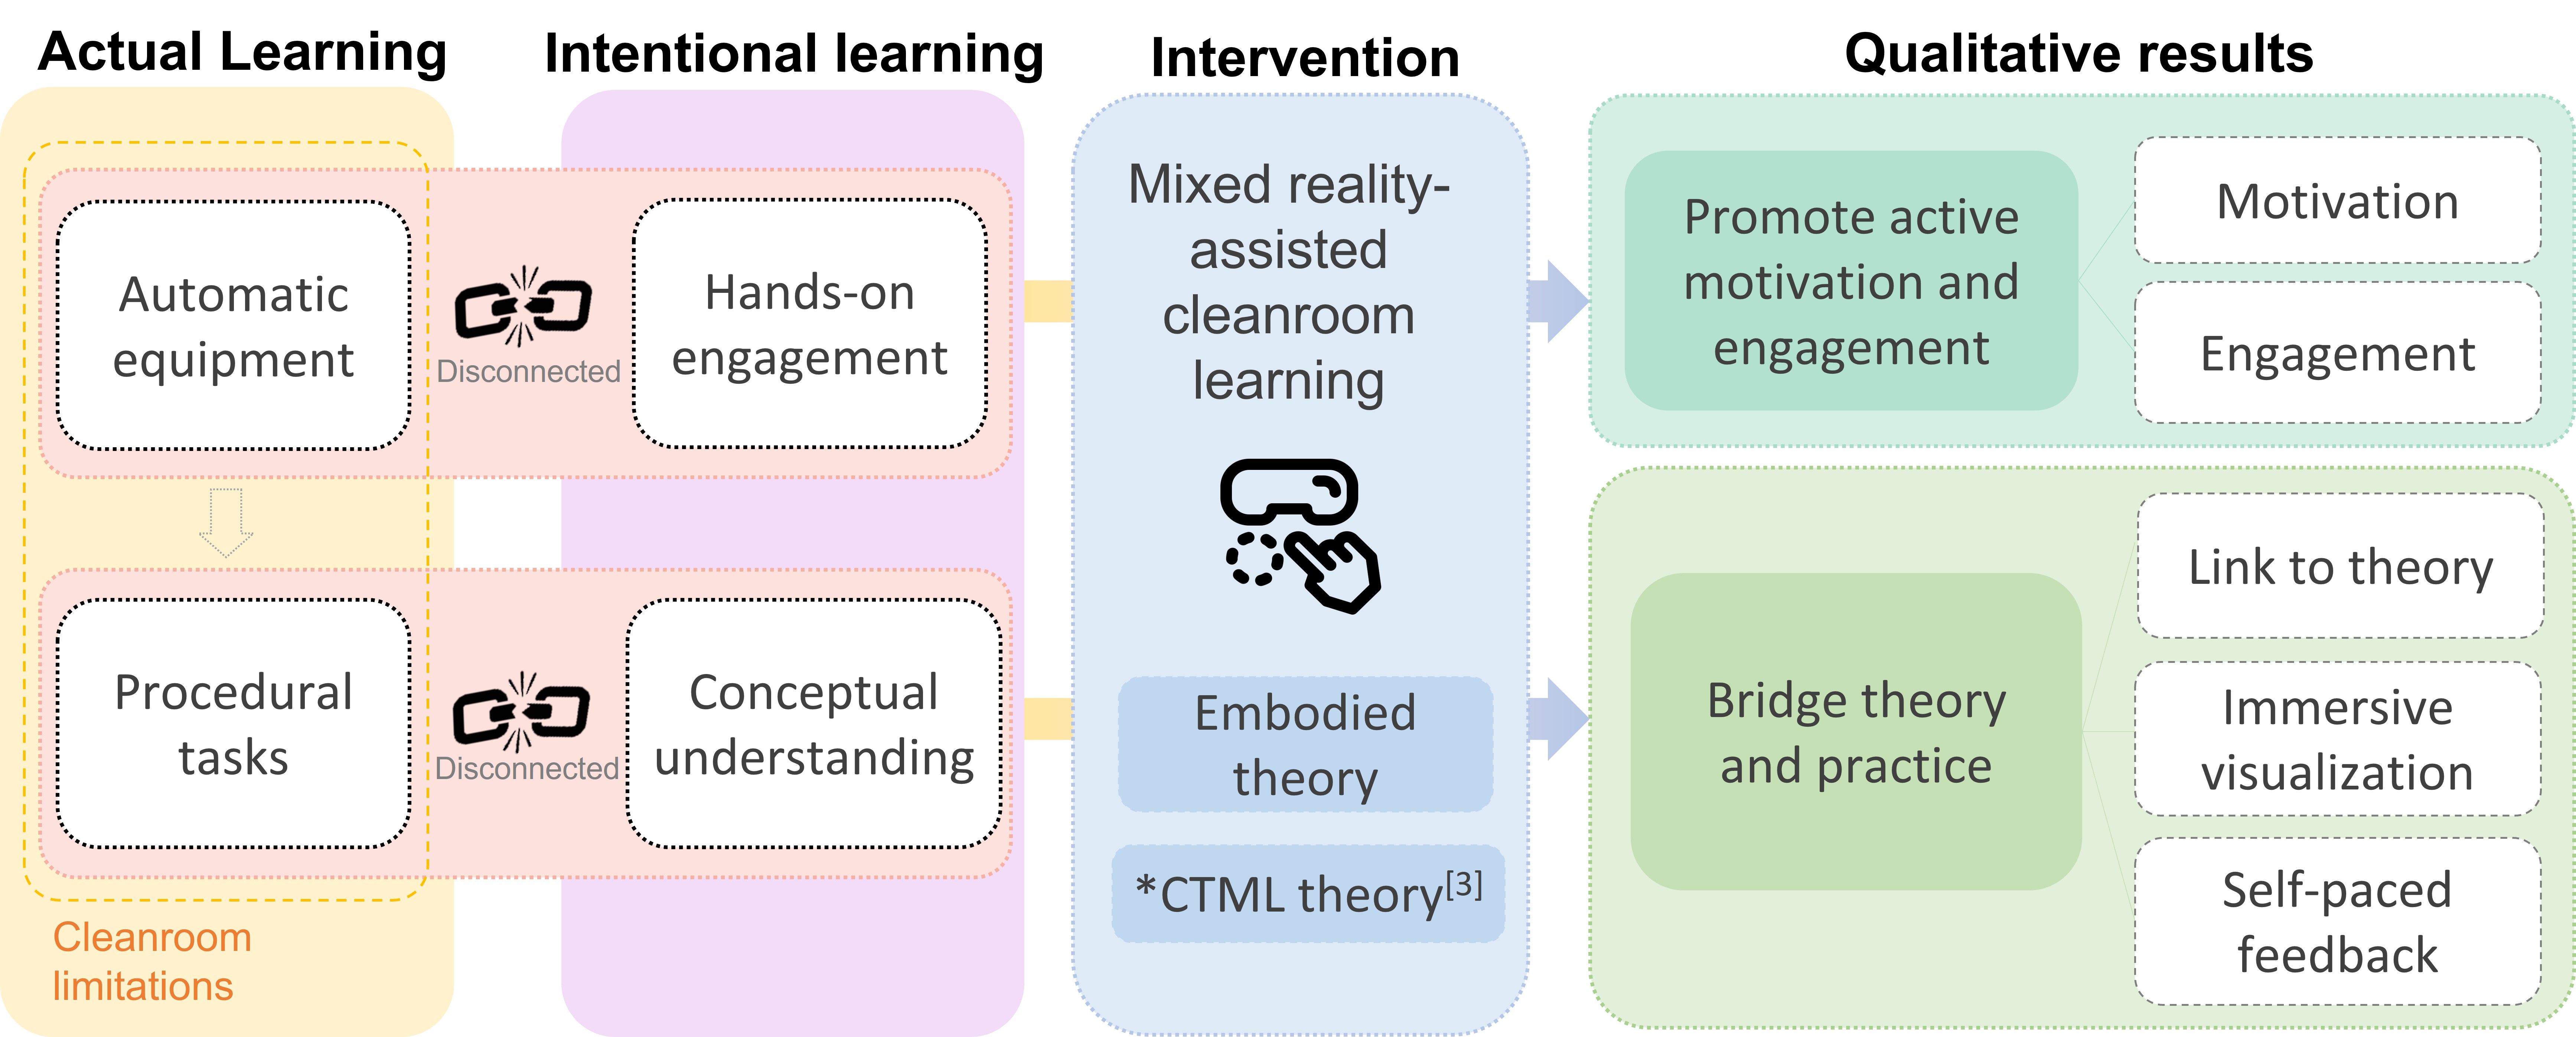 Actual Learning
Intentional learning
Intervention
Qualitative results
Automatic
equipment
Disconnected
Hands-on
engagement
Procedural
tasks
Disconnected
Conceptual
understanding
Cleanroom
limitations
Mixed reality-
assisted
cleanroom
learning
Embodied
theory
*CTML theory[3]
Promote active
motivation and
engagement
Motivation
Engagement
Bridge theory
and practice
Link to theory
Immersive
visualization
Self-paced
feedback